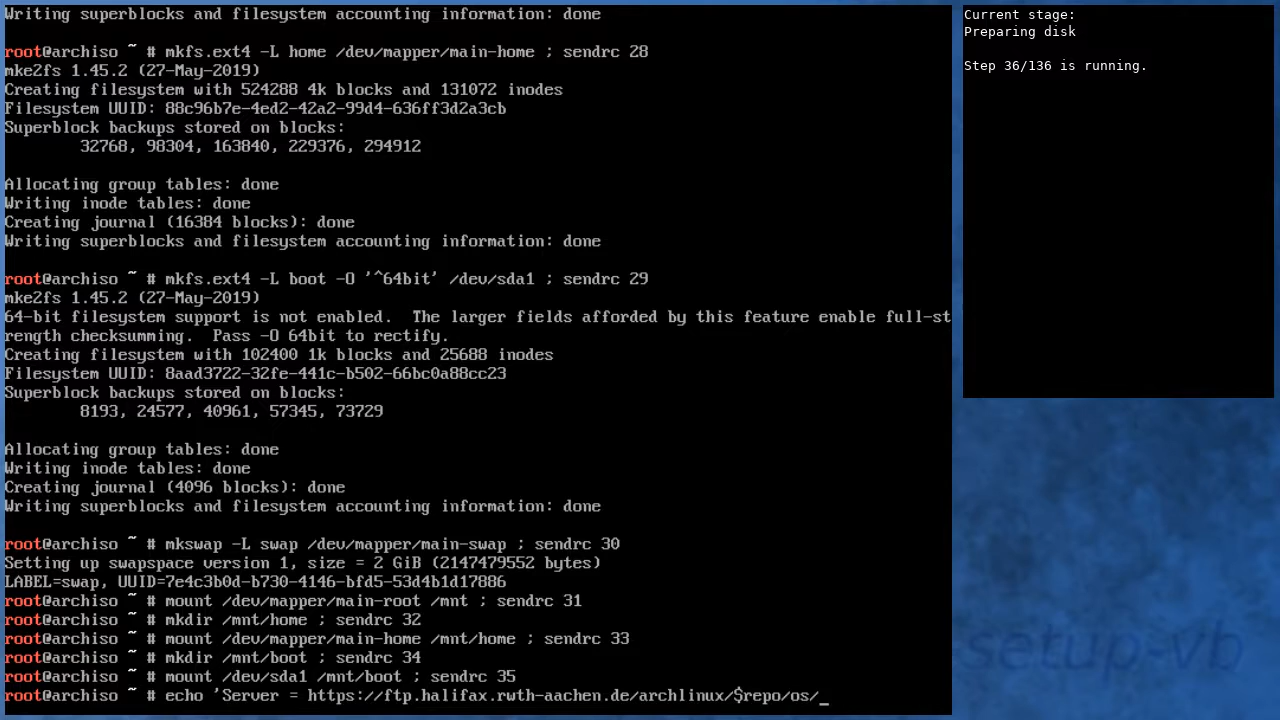 Writing superblocks and filesystem accounting information: done
root@archiso ~ # mkfs.ext4 -L home /dev/mapper/main-home ; sendrc 28
mke2fs 1.45.2 (27-May-2019)
Creating filesystem with 524288 4k blocks and 131072 inodes
Filesystem UUID: 88c96b7e-4ed2-42a2-99d4-636ff3d2a3cb
Superblock backups stored on blocks:
        32768, 98304, 163840, 229376, 294912
Allocating group tables: done
Writing inode tables: done
Creating journal (16384 blocks): done
Writing superblocks and filesystem accounting information: done
root@archiso ~ # mkfs.ext4 -L boot -O '^64bit' /dev/sda1 ; sendrc 29
mke2fs 1.45.2 (27-May-2019)
64-bit filesystem support is not enabled.  The larger fields afforded by this feature enable full-st
rength checksumming.  Pass -O 64bit to rectify.
Creating filesystem with 102400 1k blocks and 25688 inodes
Filesystem UUID: 8aad3722-32fe-441c-b502-66bc0a88cc23
Superblock backups stored on blocks:
        8193, 24577, 40961, 57345, 73729
Allocating group tables: done
Writing inode tables: done
Creating journal (4096 blocks): done
Writing superblocks and filesystem accounting information: done
root@archiso ~ # mkswap -L swap /dev/mapper/main-swap ; sendrc 30
Setting up swapspace version 1, size = 2 GiB (2147479552 bytes)
LABEL=swap, UUID=7e4c3b0d-b730-4146-bfd5-53d4b1d17886
root@archiso ~ # mount /dev/mapper/main-root /mnt ; sendrc 31
root@archiso ~ # mkdir /mnt/home ; sendrc 32
root@archiso ~ # mount /dev/mapper/main-home /mnt/home ; sendrc 33
root@archiso ~ # mkdir /mnt/boot ; sendrc 34
root@archiso ~ # mount /dev/sda1 /mnt/boot ; sendrc 35
root@archiso ~ # echo 'Server = https://ftp.halifax.rwth-aachen.de/archlinux/$repo/os/_
Current stage:
Preparing disk
Step 36/136 is running.
setup-vb